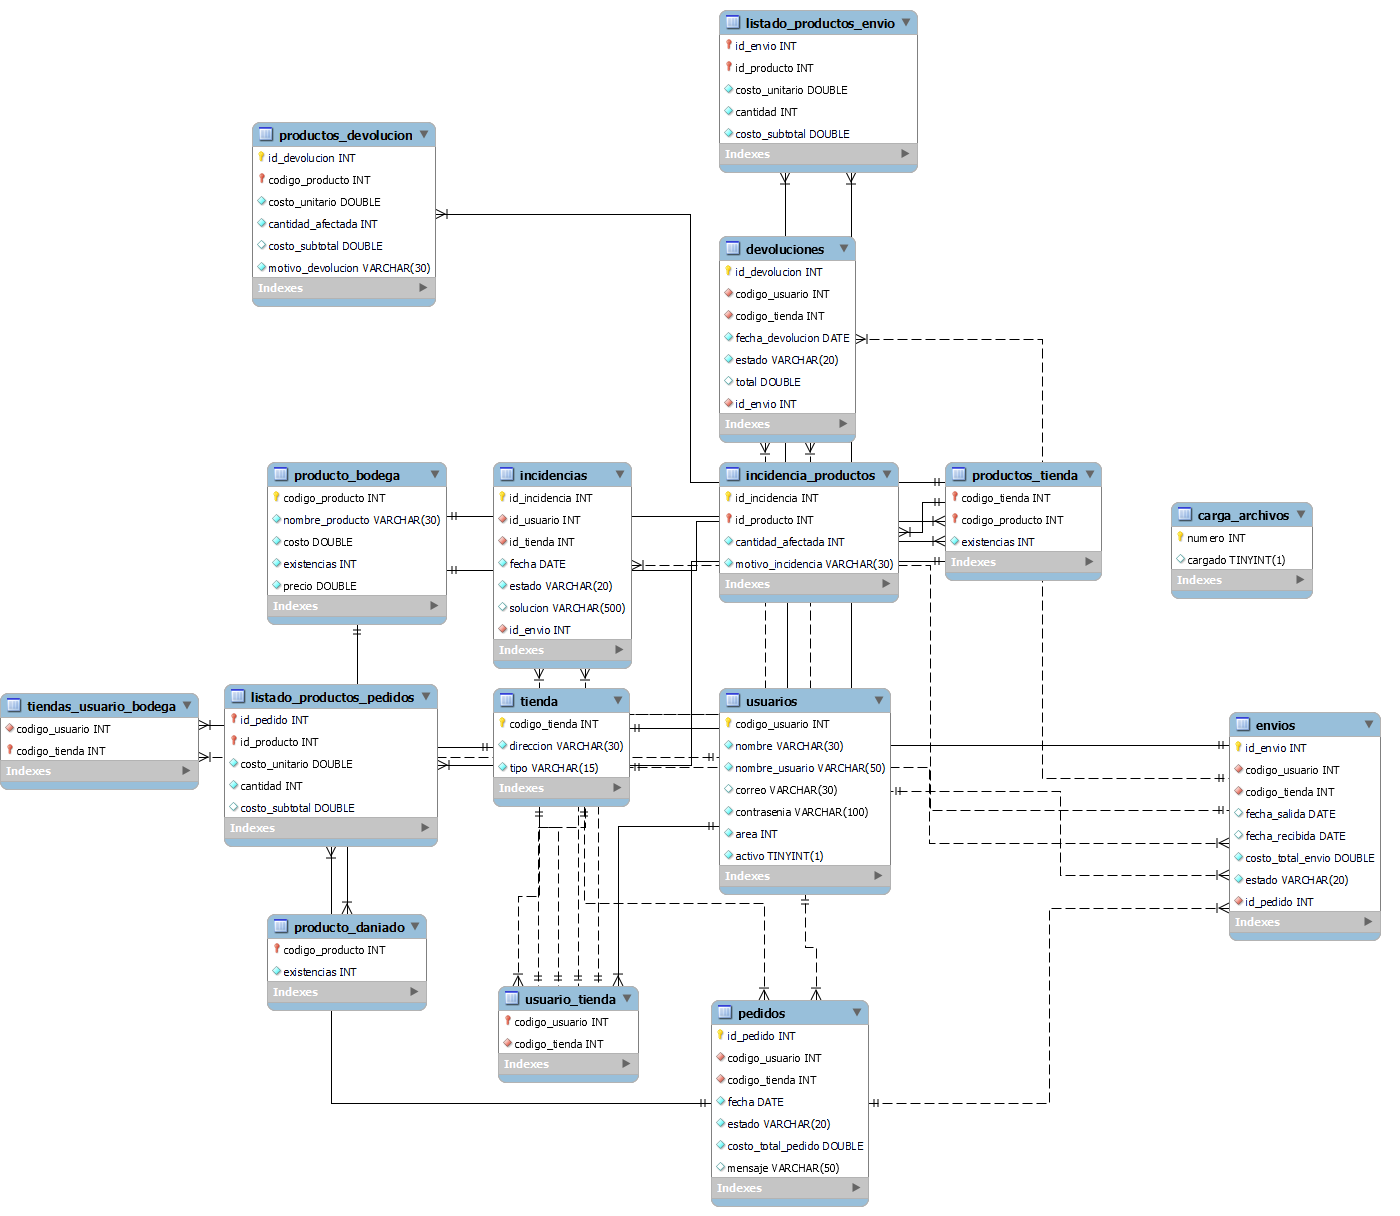 listado_productos_envio
id_envio INT
id_producto INT
costo_unitario DOUBLE
cantidad INT
costo_subtotal DOUBLE
Indexes
productos_devolucion
id_devolucion INT
codigo_producto INT
costo_unitario DOUBLE
cantidad_afectada INT
costo_subtotal DOUBLE
motivo_devolucion VARCHAR(30)
Indexes
devoluciones
id_devolucion INT
codigo_usuario INT
codigo_tienda INT
fecha_devolucion DATE
estado VARCHAR(20)
total DOUBLE
id_envio INT
Indexes
producto_bodega
codigo_producto INT
nombre_producto VARCHAR(30)
costo DOUBLE
existencias INT
precio DOUBLE
Indexes
incidencias
id_incidencia INT
id_usuario INT
id_tienda INT
fecha DATE
estado VARCHAR(20)
solucion VARCHAR(500)
id_envio INT
Indexes
incidencia_productos
id_incidencia INT
id_producto INT
cantidad_afectada INT
motivo_incidencia VARCHAR(30)
Indexes
productos_tienda
codigo_tienda INT
codigo_producto INT
existencias INT
Indexes
carga_archivos
numero INT
cargado TINYINT(1)
Indexes
tiendas_usuario_bodega
codigo_usuario INT
codigo_tienda INT
Indexes
listado_productos_pedidos
id_pedido INT
id_producto INT
costo_unitario DOUBLE
cantidad INT
costo_subtotal DOUBLE
Indexes
tienda
codigo_tienda INT
direccion VARCHAR(30)
tipo VARCHAR(15)
Indexes
usuarios
codigo_usuario INT
nombre VARCHAR(30)
nombre_usuario VARCHAR(50)
correo VARCHAR(30)
contrasenia VARCHAR(100)
area INT
activo TINYINT(1)
Indexes
envios
id_envio INT
codigo_usuario INT
codigo_tienda INT
fecha_salida DATE
fecha_recibida DATE
costo_total_envio DOUBLE
estado VARCHAR(20)
id_pedido INT
Indexes
producto_daniado
codigo_producto INT
existencias INT
Indexes
usuario_tienda
codigo_usuario INT
codigo_tienda INT
Indexes
pedidos
id_pedido INT
codigo_usuario INT
codigo_tienda INT
fecha DATE
estado VARCHAR(20)
costo_total_pedido DOUBLE
mensaje VARCHAR(50)
Indexes